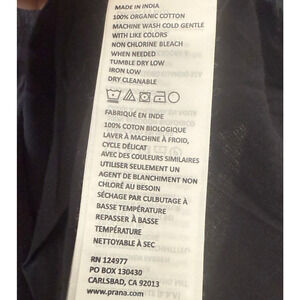 MADE IN INDIA
100% ORGANIC COTTON
MACHINE WASH COLD GENTLE
WITH LIKE COLORS
NON CHLORINE BLEACH
WHEN NEEDED
TUMBLE DRY LOW
IRON LOW
DRY CLEANABLE
FABRIQUÉ EN INDE
100% COTON BIOLOGIQUE
LAVER À MACHINE À FROID,
CYCLE DÉLICAT
AVEC DES COULEURS SIMILAIRES
UTILISER SEULEMENT UN
AGENT DE BLANCHIMENT NON
CHLORÉ AU BESOIN
SÉCHAGE PAR CULBUTAGE À
BASSE TEMPÉRATURE
REPASSER À BASSE
TEMPÉRATURE
NETTOYABLE À SEC
RN 124977
PO BOX 130430
CARLSBAD, CA 92013
www.prana.com